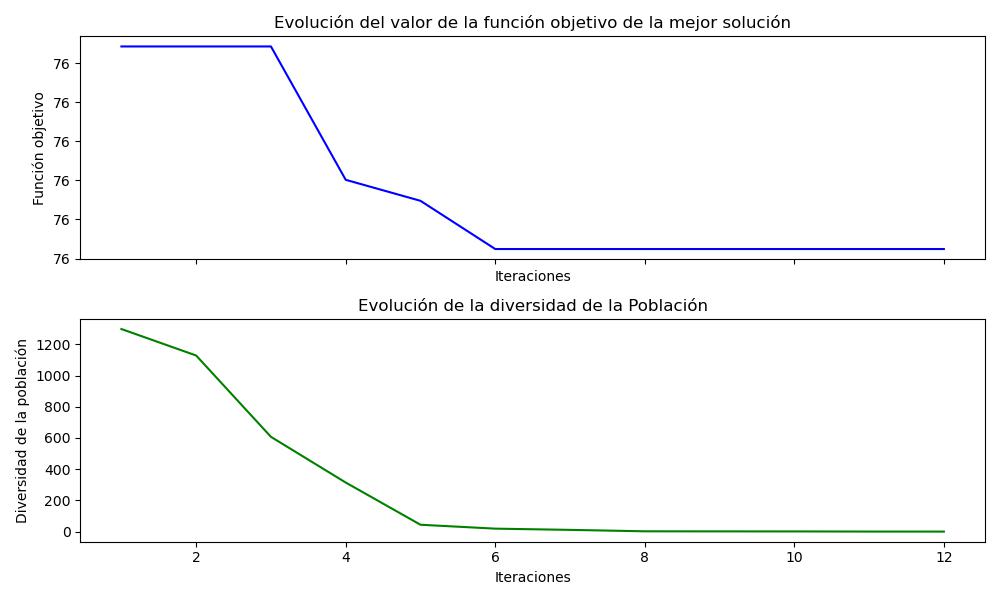 Evolución del valor de la función objetivo de la mejor solución
76
76
76
76
76
76
Función objetivo
Iteraciones
Evolución de la diversidad de la Población
1200
1000
800
600
400
200
0
Diversidad de la población
2 4 6 8 10 12
Iteraciones